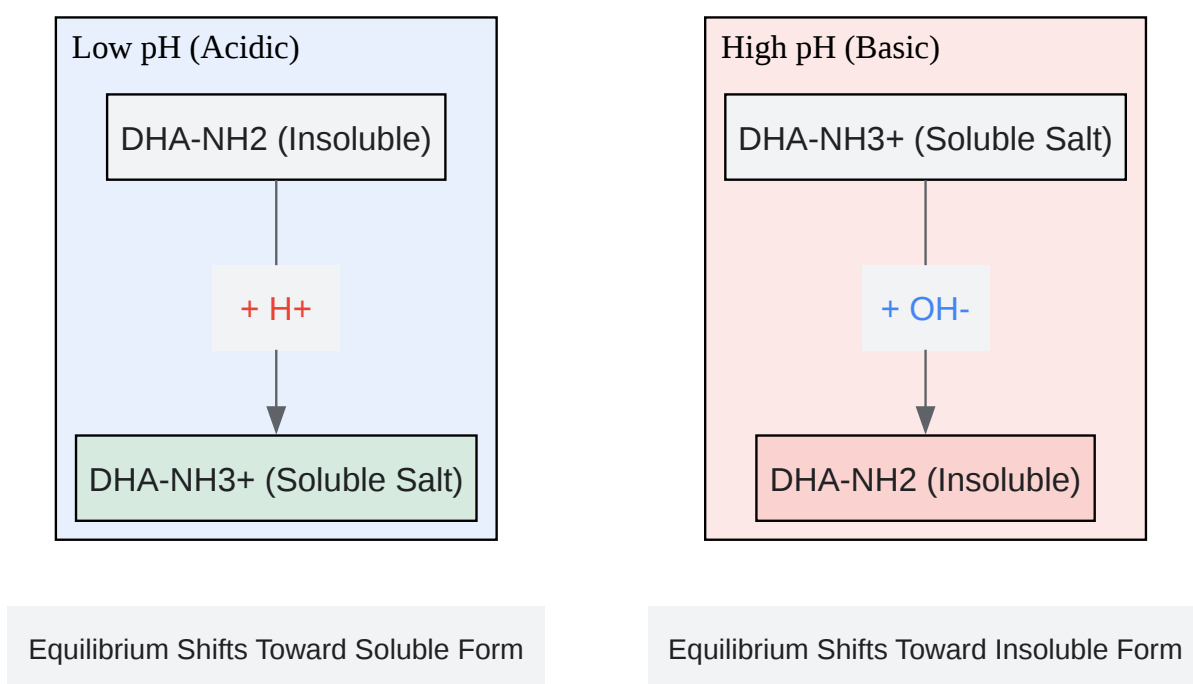 Low pH (Acidic)
DHA-NH2 (Insoluble)
+ H+
DHA-NH3+ (Soluble Salt)
Equilibrium Shifts Toward Soluble Form
High pH (Basic)
DHA-NH3+ (Soluble Salt)
+ OH-
DHA-NH2 (Insoluble)
Equilibrium Shifts Toward Insoluble Form